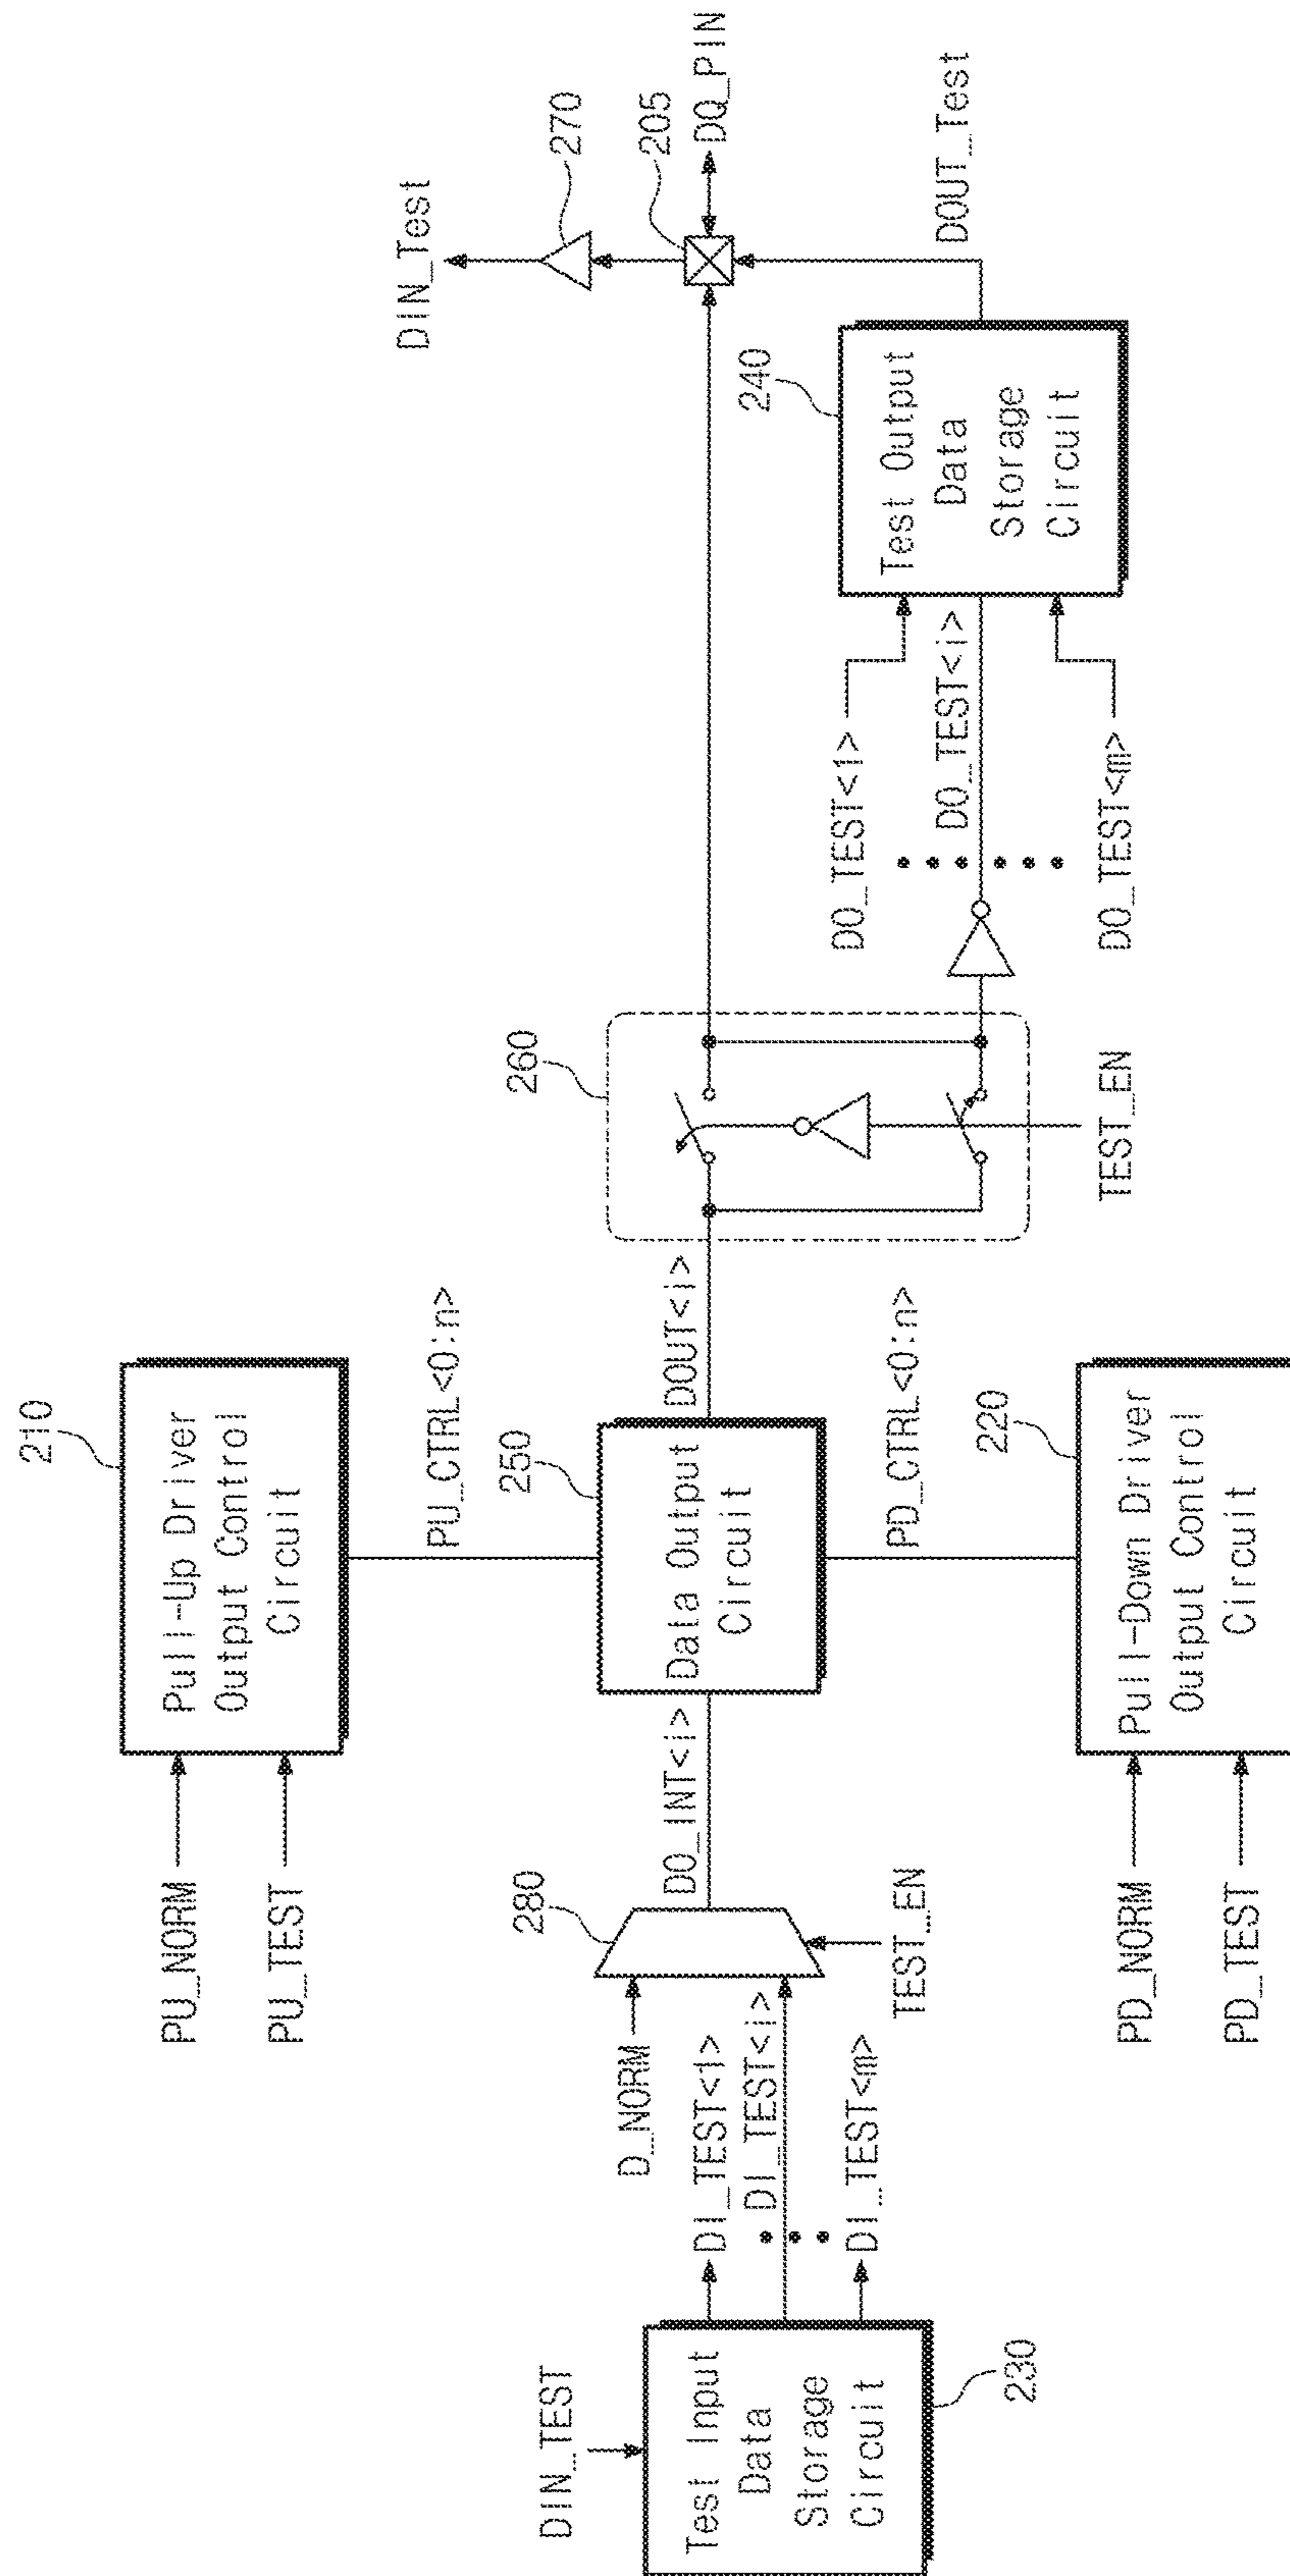 DIN_TEST
Test Input
Data
Storage
Circuit
230
DI_TEST<1>
DI_TEST<i>
DI_TEST<m>
D_NORM
280
TEST_EN
DO_INT<i>
PU_NORM
PU_TEST
210
Pull-Up Driver
Output Control
Circuit
PU_CTRL<0:n>
250
Data Output
Circuit
DOUT<i>
PD_CTRL<0:n>
220
PD_NORM
PD_TEST
Pull-Down Driver
Output Control
Circuit
260
TEST_EN
DO_TEST<1>
DO_TEST<i>
DO_TEST<m>
240
Test Output
Data
Storage
Circuit
DOUT_Test
DIN_Test
270
205
DQ_PIN